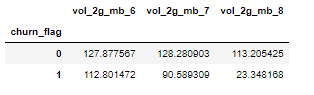 vol_2g_mb_6 vol_2g_mb_7 vol_2g_mb_8
churn_flag
0 127.877567 128.280903 113.205425
1 112.801472 90.589309 23.348168